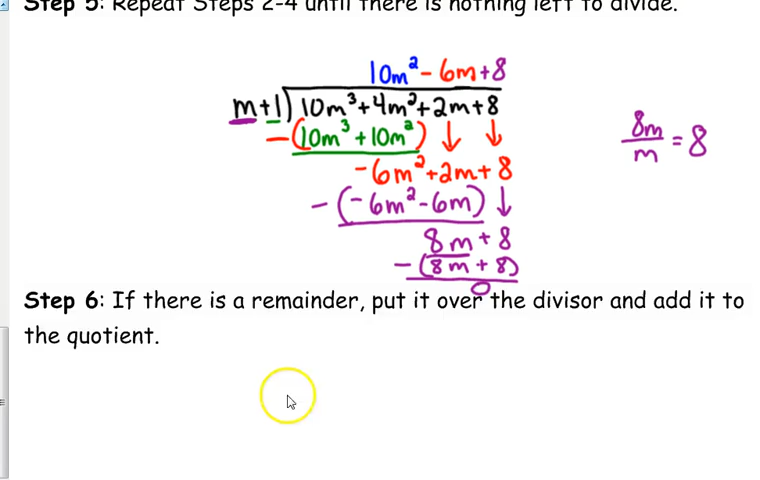 Step 5: Repeat Steps 2-4 until there is nothing left to divide.
10m² - 6m + 8
m + 1 ) 10m³ + 4m² + 2m + 8
- (10m³ + 10m²) ↓ ↓
8m/m = 8
-6m² + 2m + 8
- (-6m² - 6m) ↓
8m + 8
- (8m + 8)
0
Step 6: If there is a remainder, put it over the divisor and add it to
the quotient.